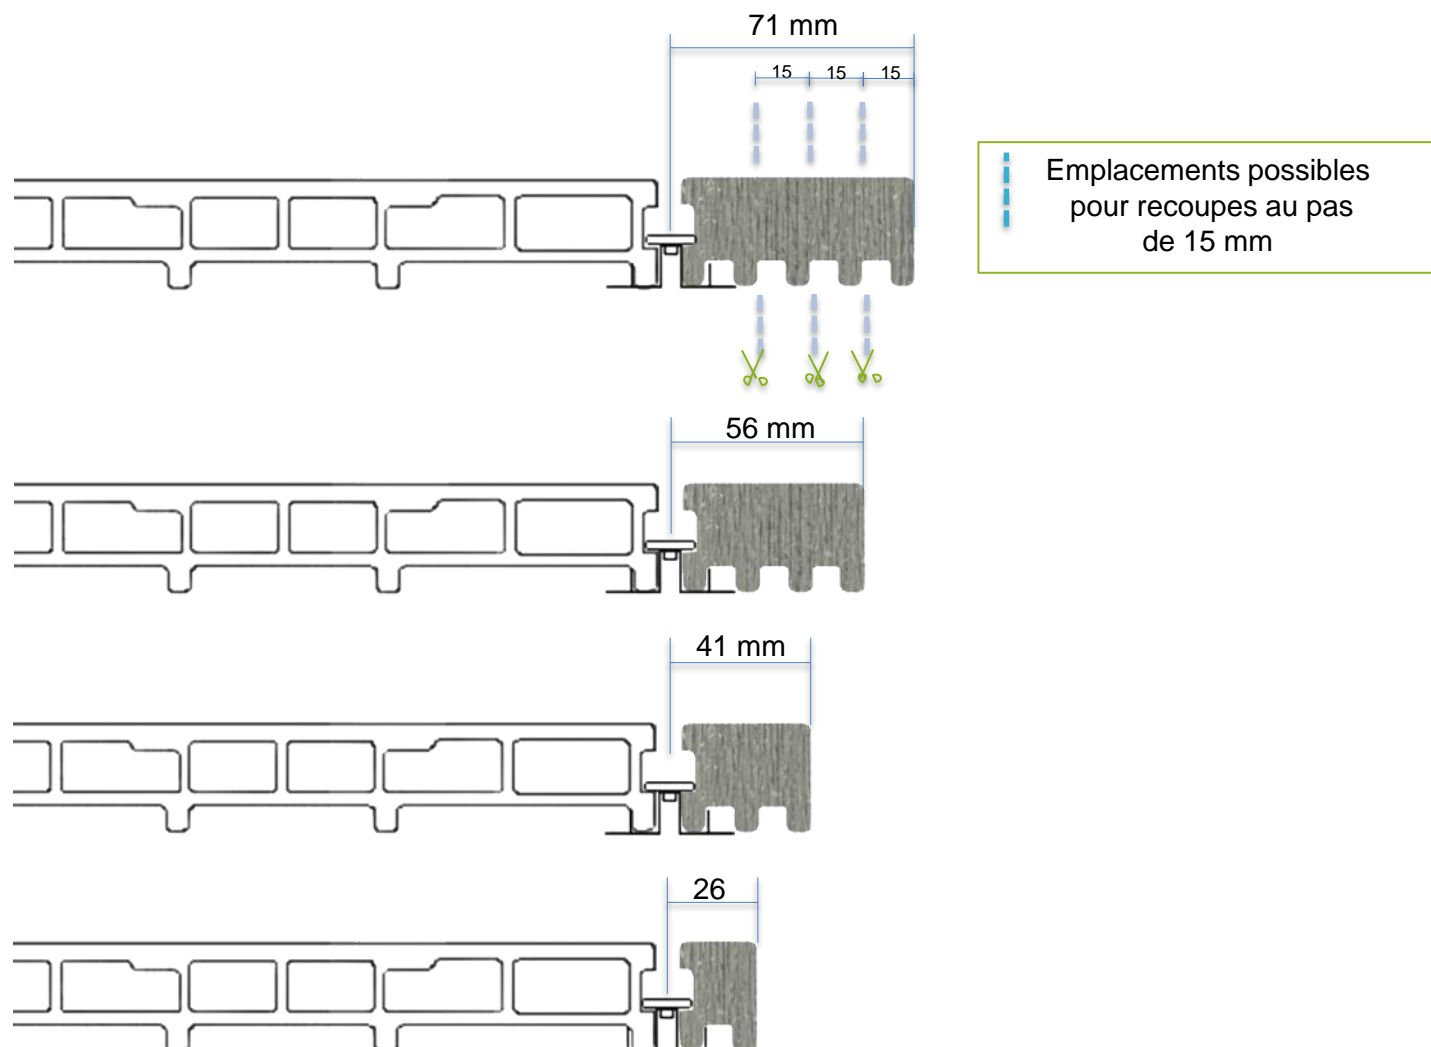 71 mm
15 15 15
Emplacements possibles
pour recoupes au pas
de 15 mm
56 mm
41 mm
26